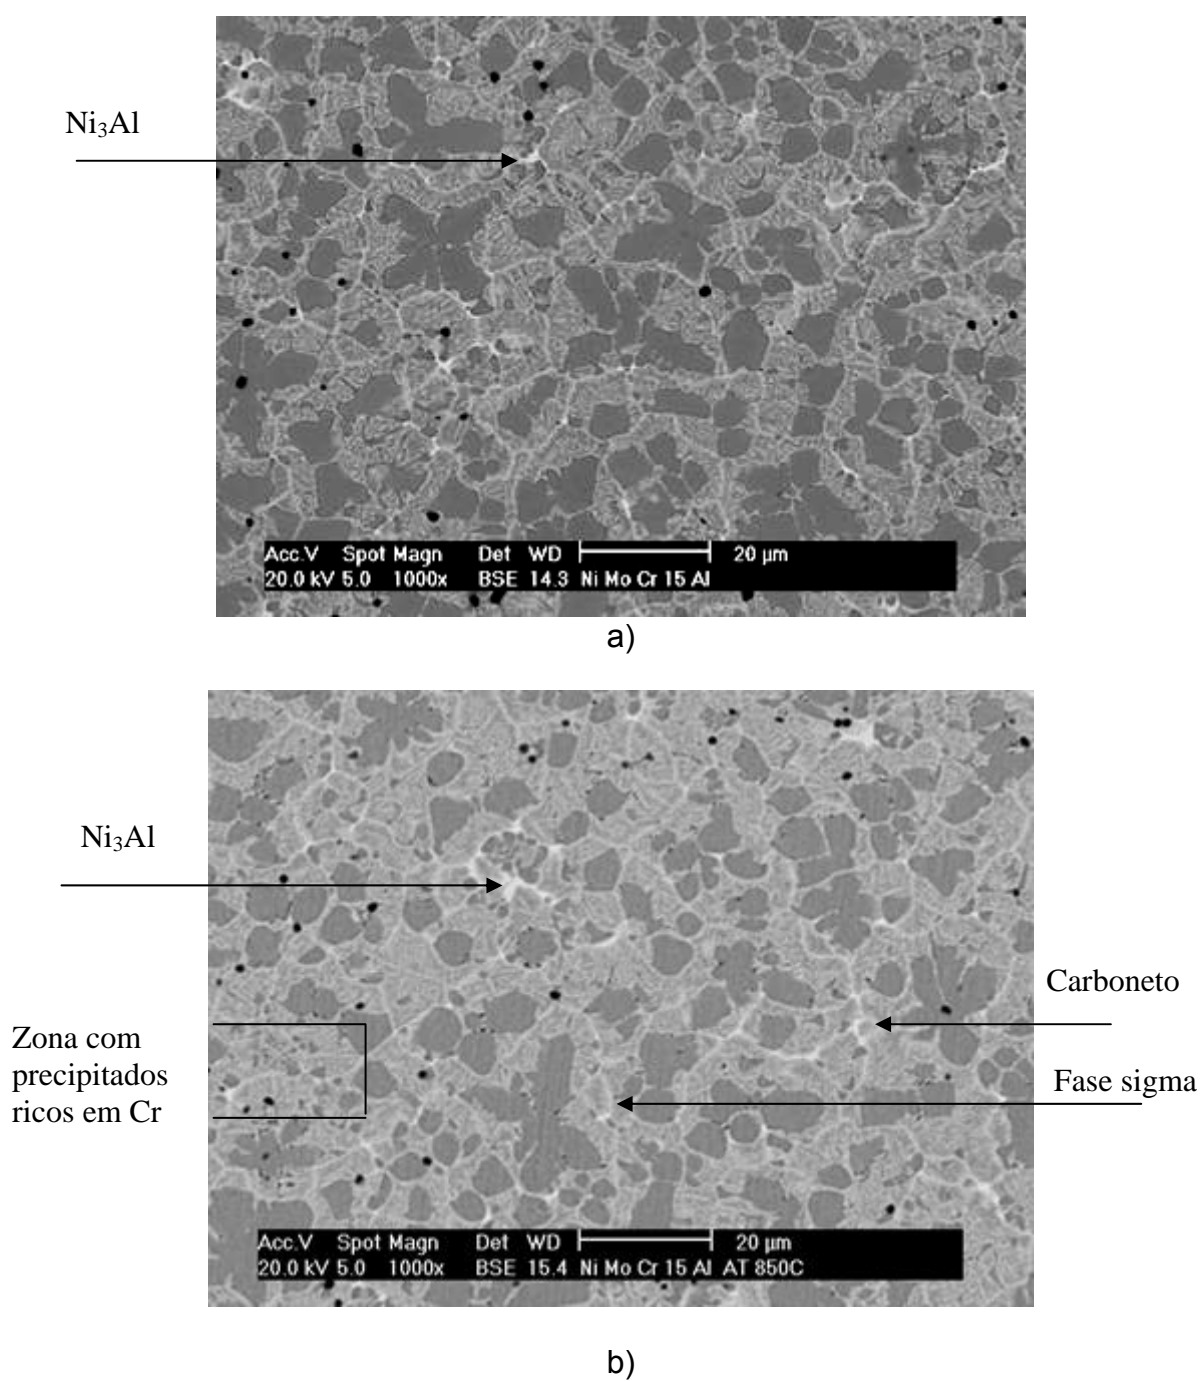 Ni₃Al
Acc.V Spot Magn Det WD 20 µm
20.0 kV 5.0 1000x BSE 14.3 Ni Mo Cr 15 Al
a)
Ni₃Al
Carboneto
Zona com
precipitados
ricos em Cr
Fase sigma
Acc.V Spot Magn Det WD 20 µm
20.0 kV 5.0 1000x BSE 15.4 Ni Mo Cr 15 Al AT 850C
b)